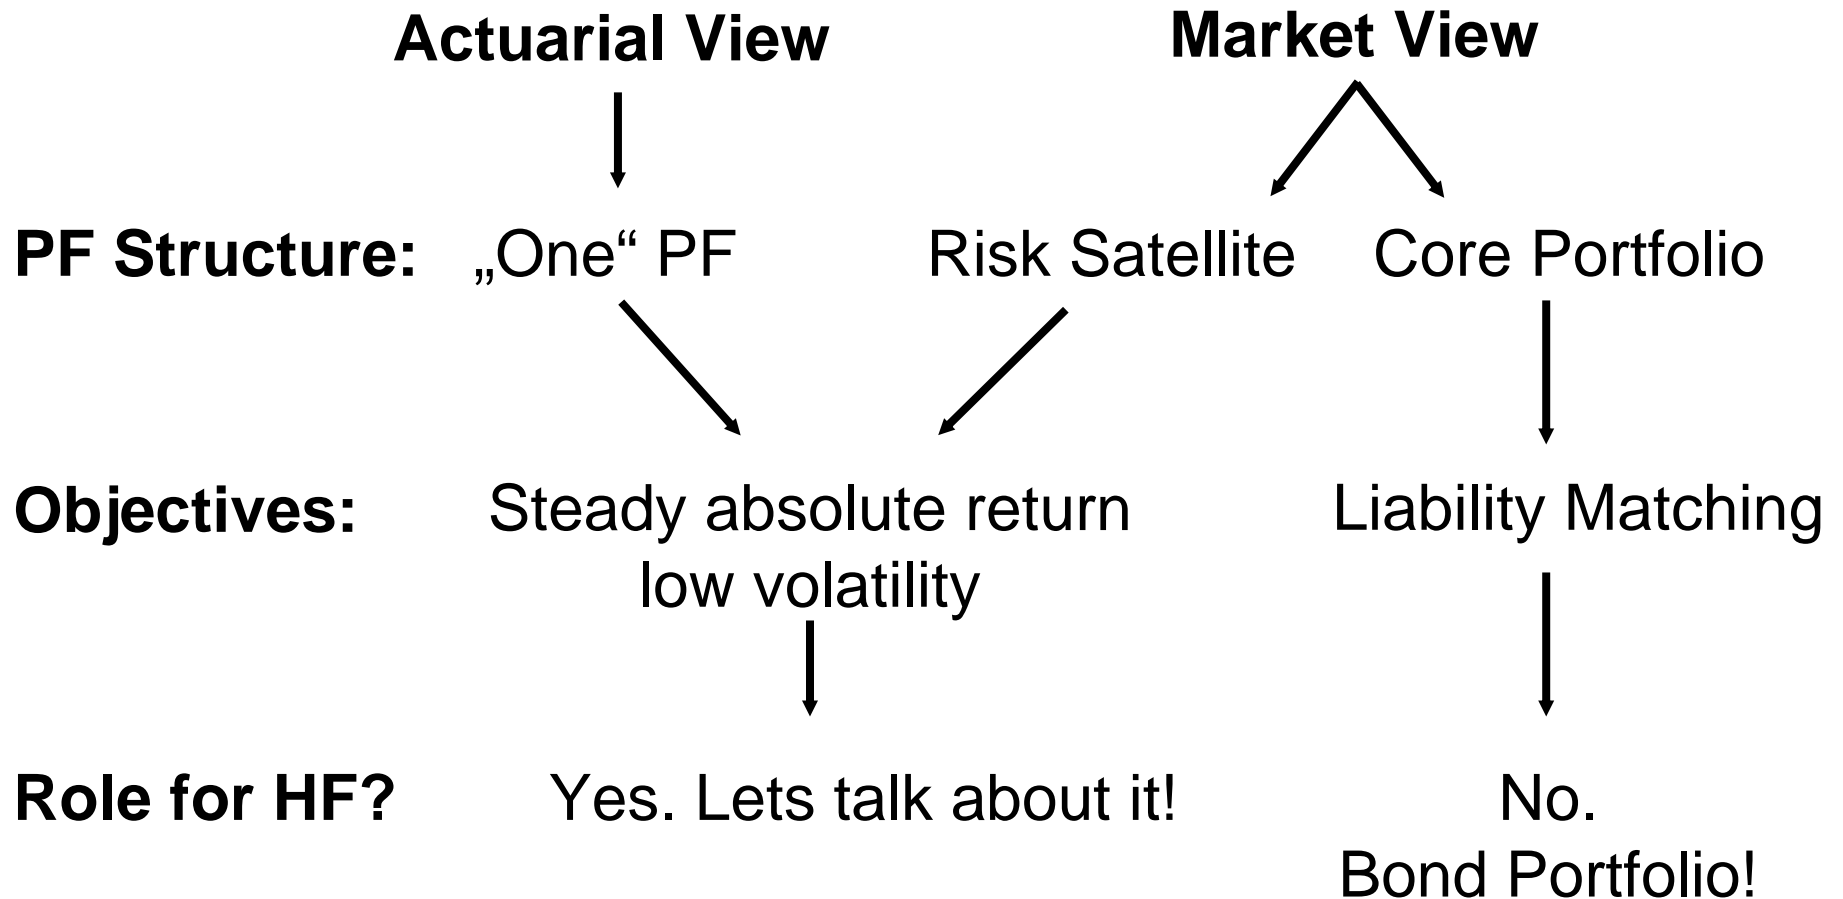 Actuarial View
Market View
PF Structure:
„One“ PF
Risk Satellite
Core Portfolio
Objectives:
Steady absolute return
low volatility
Liability Matching
Role for HF?
Yes. Lets talk about it!
No.
Bond Portfolio!